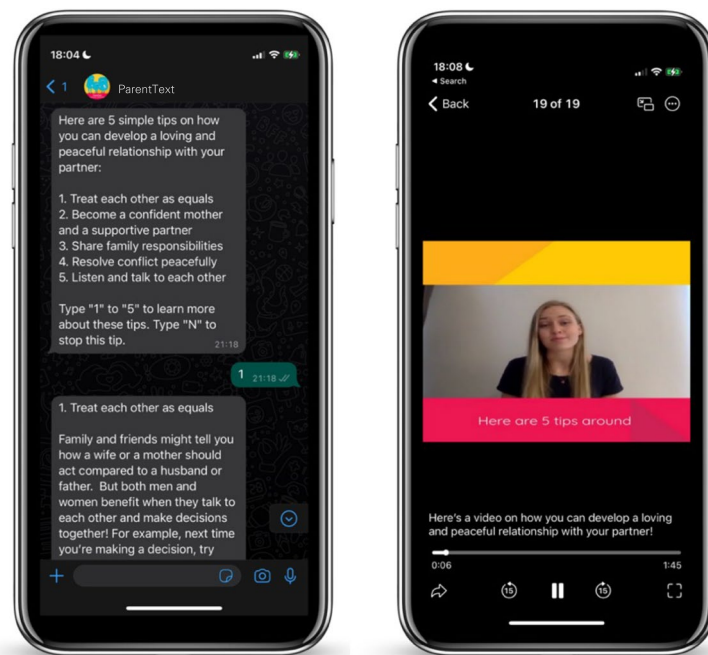 18:04
1
ParentText
Here are 5 simple tips on how
you can develop a loving and
peaceful relationship with your
partner:
1. Treat each other as equals
2. Become a confident mother
and a supportive partner
3. Share family responsibilities
4. Resolve conflict peacefully
5. Listen and talk to each other
Type "1" to "5" to learn more
about these tips. Type "N" to
stop this tip.
21:18
1 21:18
1. Treat each other as equals
Family and friends might tell you
how a wife or a mother should
act compared to a husband or
father. But both men and
women benefit when they talk to
each other and make decisions
together! For example, next time
you're making a decision, try
18:08
Search
Back
19 of 19
Here are 5 tips around
Here's a video on how you can develop a loving
and peaceful relationship with your partner!
0:06
1:45
15
15